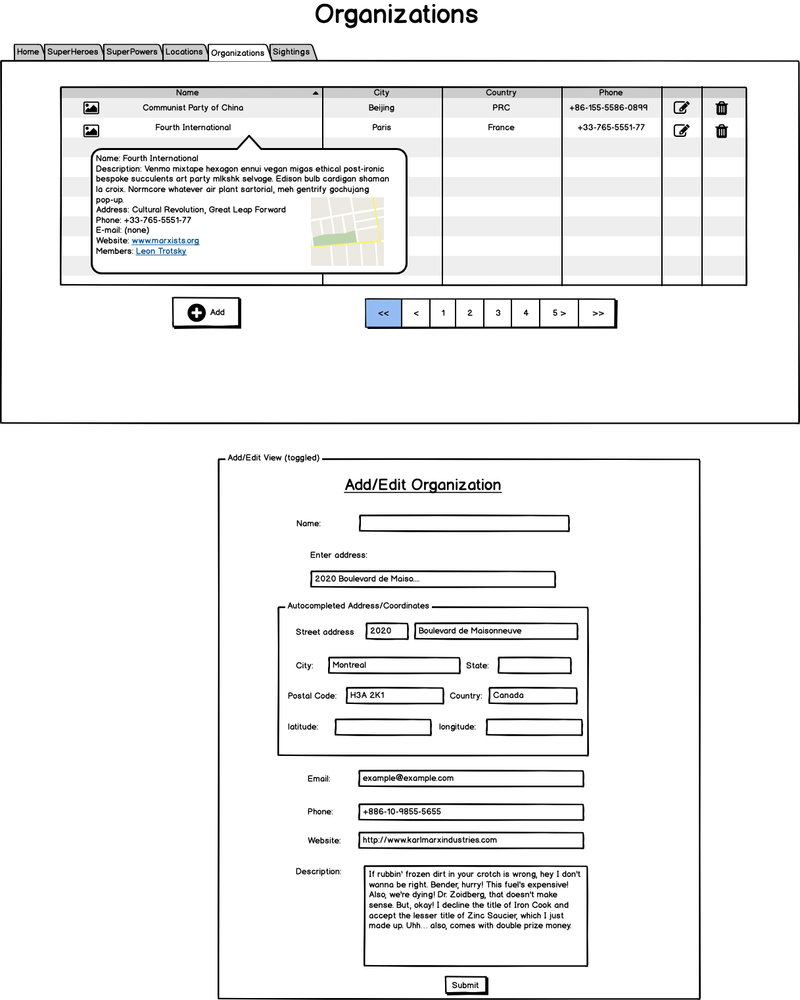 Organizations
Home SuperHeroes SuperPowers Locations Organizations Sightings
Name City Country Phone
Communist Party of China Beijing PRC +86-155-5586-0899
Fourth International Paris France +33-765-5551-77
Name: Fourth International
Description: Venmo mixtape hexagon ennui vegan migas ethical post-ironic
bespoke succulents art party mlkshk selvage. Edison bulb cardigan shaman
la croix. Normcore whatever air plant sartorial, meh gentrify gochujang
pop-up.
Address: Cultural Revolution, Great Leap Forward
Phone: +33-765-5551-77
E-mail: (none)
Website: www.marxists.org
Members: Leon Trotsky
Add << < 1 2 3 4 5 > >>
Add/Edit View (toggled)
Add/Edit Organization
Name:
Enter address:
2020 Boulevard de Maiso....
Autocompleted Address/Coordinates
Street address 2020 Boulevard de Maisonneuve
City: Montreal State:
Postal Code: H3A 2K1 Country: Canada
latitude: longitude:
Email: example@example.com
Phone: +886-10-9855-5655
Website: http://www.karlmarxindustries.com
Description: If rubbin' frozen dirt in your crotch is wrong, hey I don't
wanna be right. Bender, hurry! This fuel's expensive!
Also, we're dying! Dr. Zoidberg, that doesn't make
sense. But, okay! I decline the title of Iron Cook and
accept the lesser title of Zinc Saucier, which I just
made up. Uhh… also, comes with double prize money.
Submit